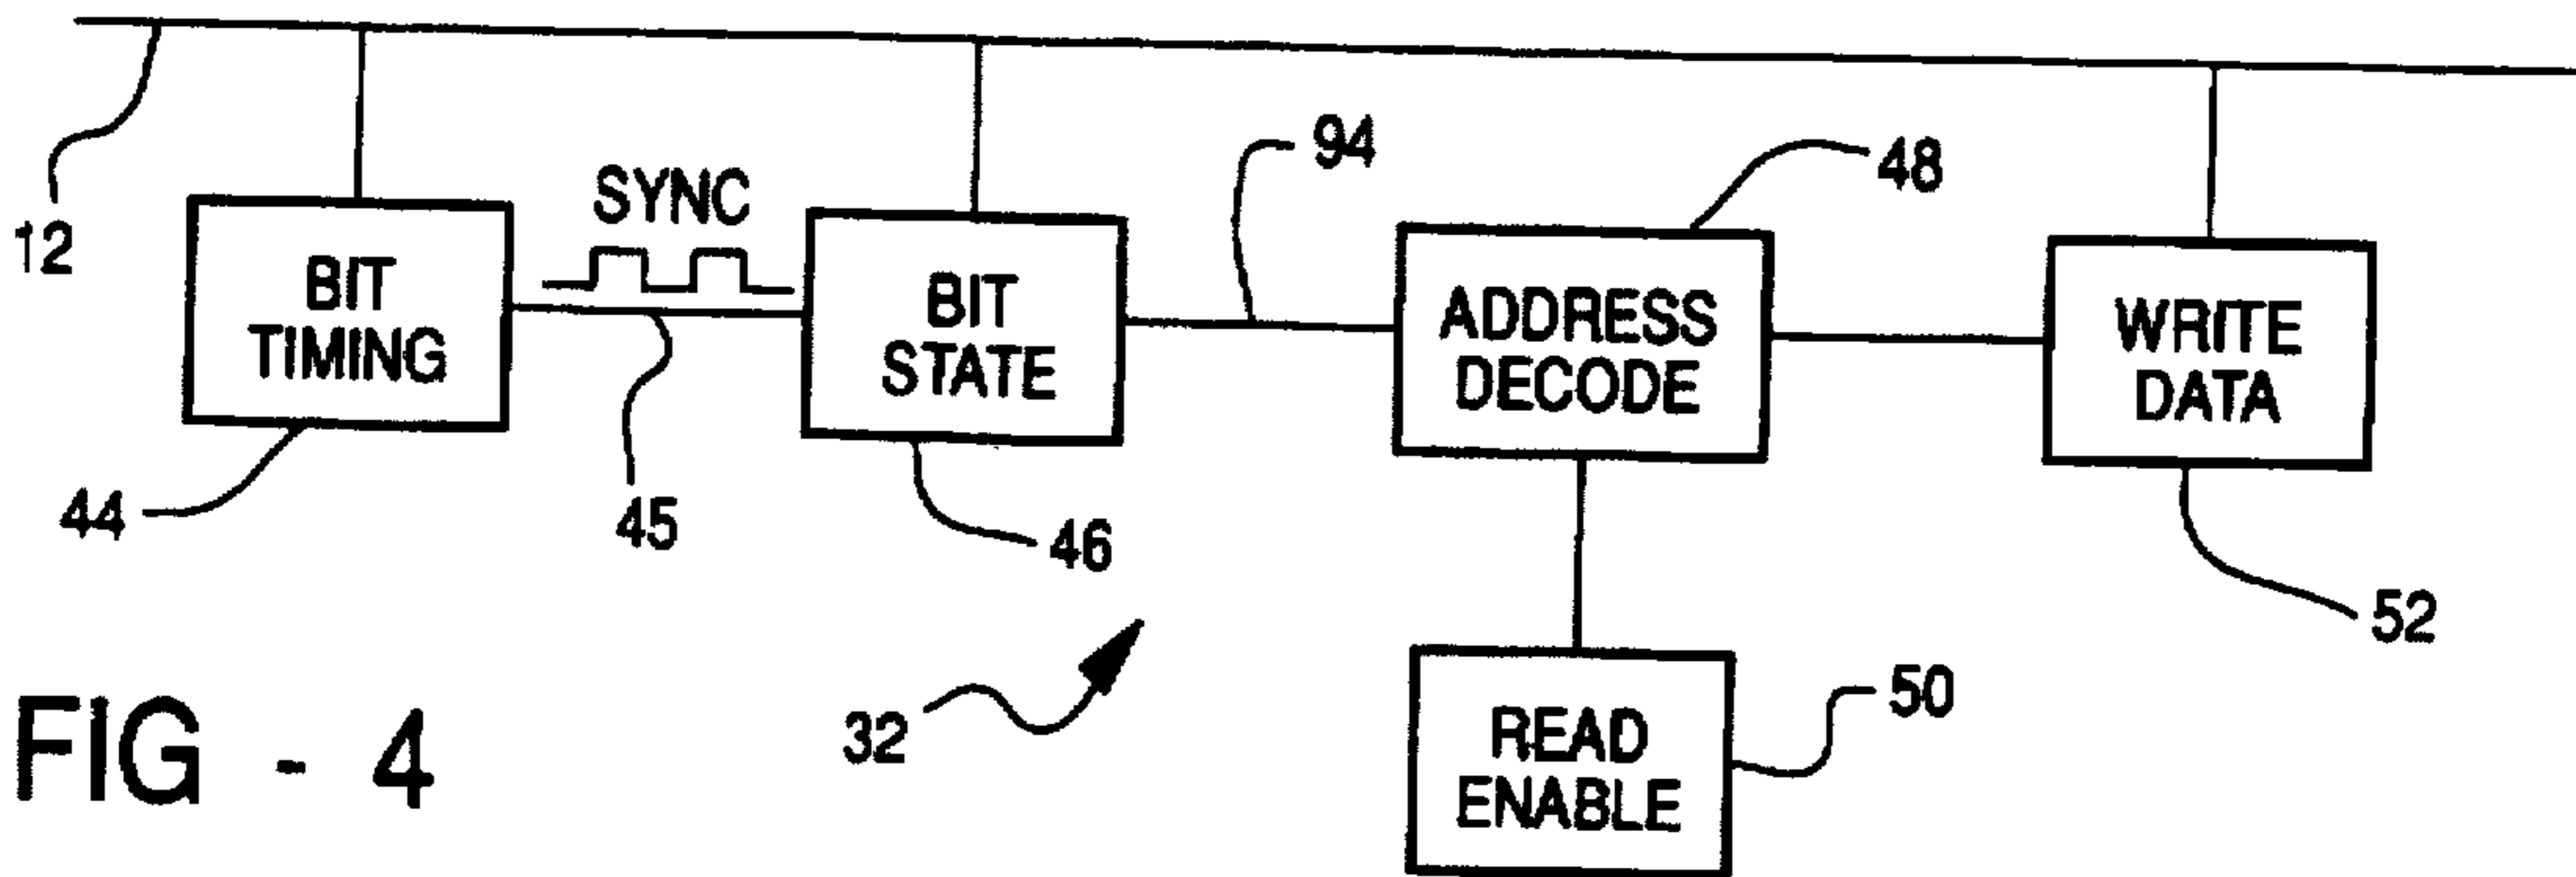 12
BIT
TIMING
44
SYNC
45
BIT
STATE
46
94
ADDRESS
DECODE
48
WRITE
DATA
52
READ
ENABLE
50
32
FIG - 4